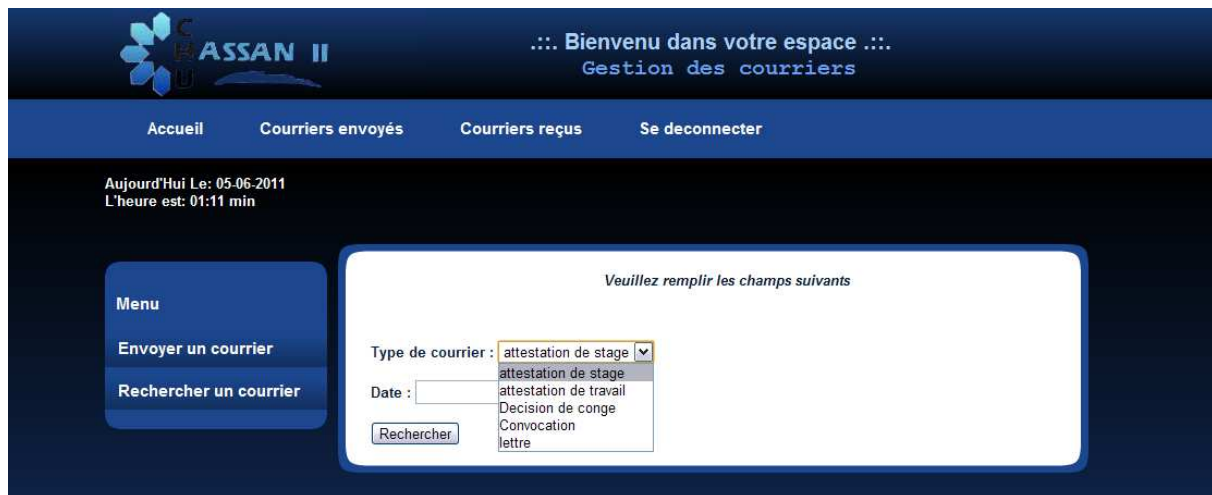 CHU
HASSAN II
.::. Bienvenu dans votre espace .::.
Gestion des courriers
Accueil Courriers envoyés Courriers reçus Se deconnecter
Aujourd'Hui Le: 05-06-2011
L'heure est: 01:11 min
Veuillez remplir les champs suivants
Menu
Envoyer un courrier
Rechercher un courrier
Type de courrier : attestation de stage
attestation de stage
attestation de travail
Decision de conge
Convocation
lettre
Date :
Rechercher